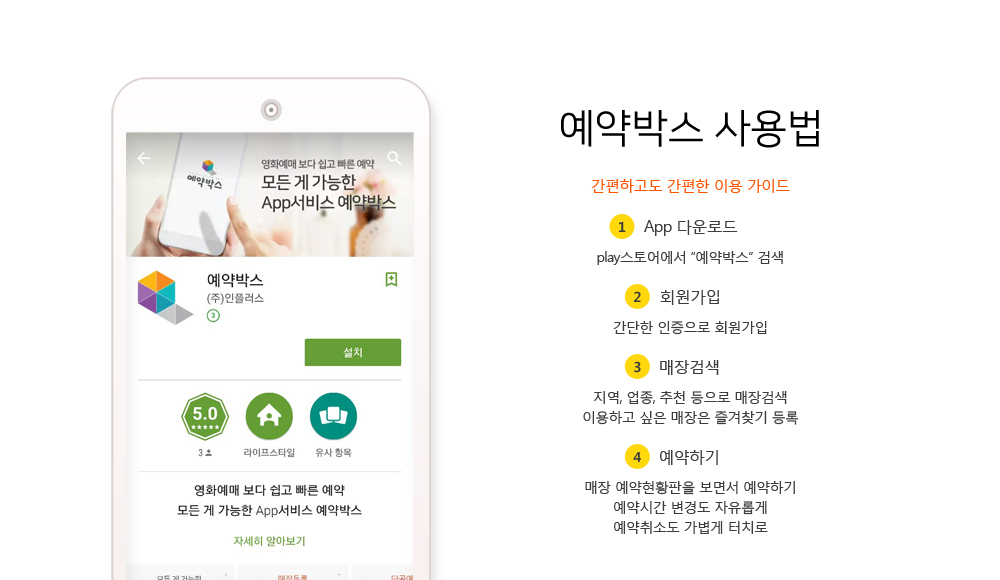 예약박스
영화예매 보다 쉽고 빠른 예약
모든 게 가능한
App서비스 예약박스
예약박스
(주)인플러스
3
설치
5.0
3
라이프스타일
유사 항목
영화예매 보다 쉽고 빠른 예약
모든 게 가능한 App서비스 예약박스
자세히 알아보기
모든 게 가능한
매장등록
예약박스 사용법
간편하고도 간편한 이용 가이드
1 App 다운로드
play스토어에서 “예약박스” 검색
2 회원가입
간단한 인증으로 회원가입
3 매장검색
지역, 업종, 추천 등으로 매장검색
이용하고 싶은 매장은 즐겨찾기 등록
4 예약하기
매장 예약현황판을 보면서 예약하기
예약시간 변경도 자유롭게
예약취소도 가볍게 터치로